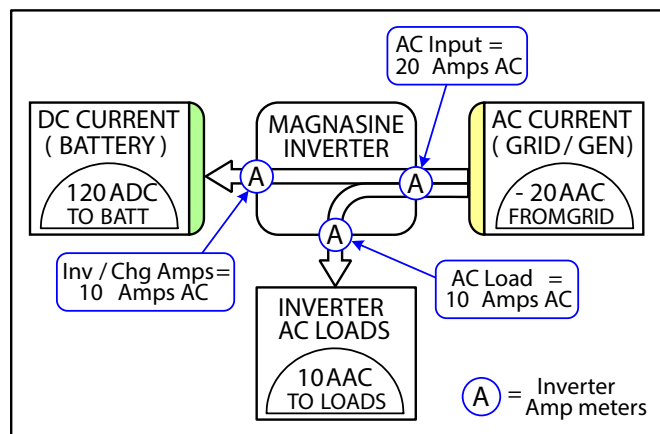 AC Input =
20 Amps AC
DC CURRENT
( BATTERY )
120 ADC
TO BATT
MAGNASINE
INVERTER
AC CURRENT
( GRID / GEN)
- 20 AAC
FROMGRID
A
A
A
Inv / Chg Amps=
10 Amps AC
AC Load =
10 Amps AC
INVERTER
AC LOADS
10 AAC
TO LOADS
A = Inverter
Amp meters